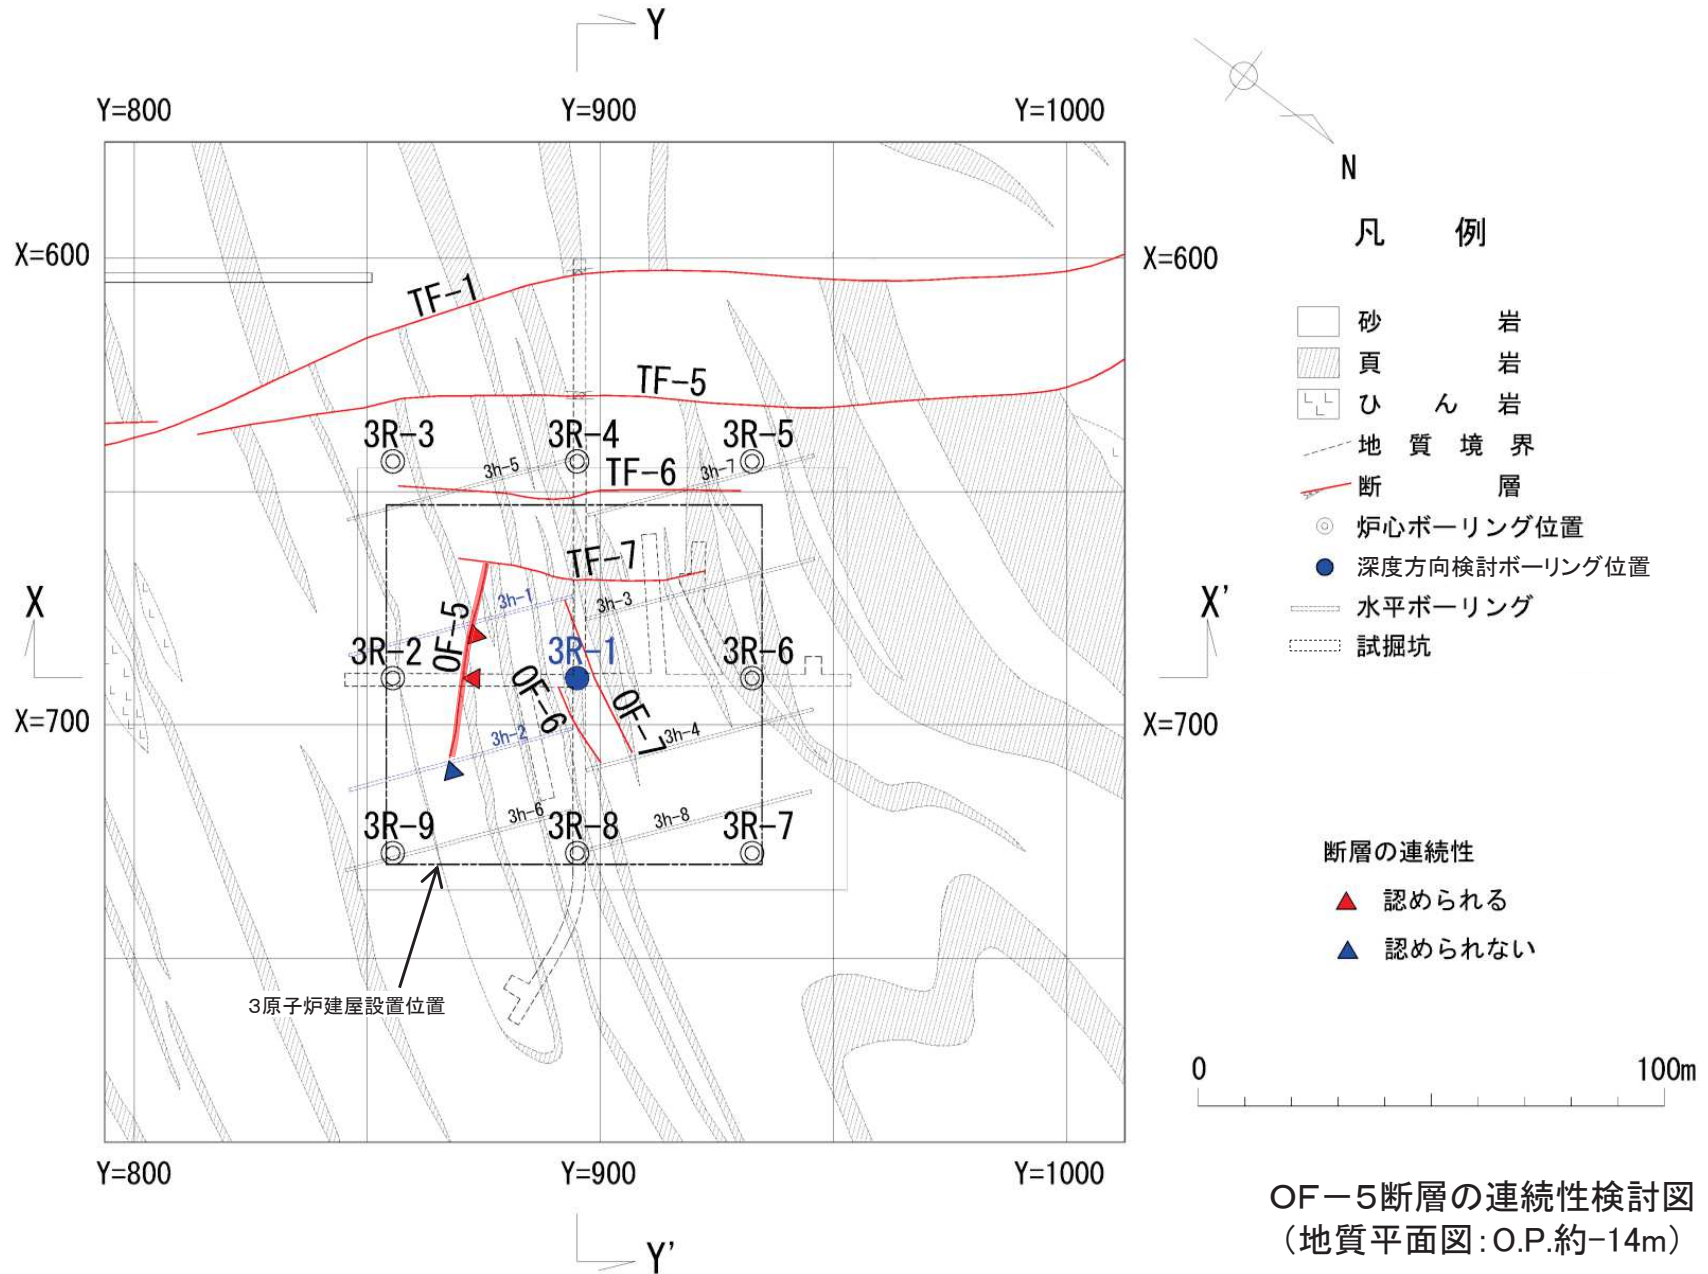 Y
Y=800
Y=900
Y=1000
N
X=600
X=600
TF-1
TF-5
3R-3
3R-4
3R-5
3h-5
TF-6
3h-7
TF-7
3h-1
3h-3
X
X'
OF-5
3R-2
3R-1
3R-6
OF-6
OF-7
X=700
X=700
3h-2
3h-4
3h-6
3h-8
3R-9
3R-8
3R-7
3原子炉建屋設置位置
Y=800
Y=900
Y=1000
Y'
凡 例
砂 岩
頁 岩
ひん岩
地質境界
断 層
炉心ボーリング位置
深度方向検討ボーリング位置
水平ボーリング
試掘坑
断層の連続性
認められる
認められない
0 100m
OF-5断層の連続性検討図
(地質平面図:O.P.約-14m)